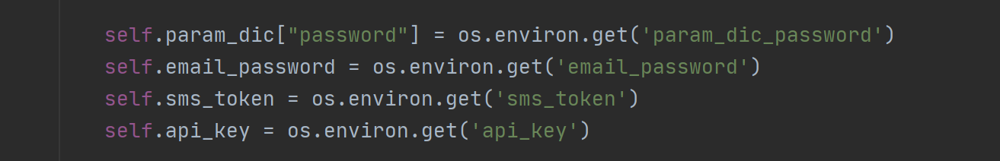 self.param_dic["password"] = os.environ.get('param_dic_password')
self.email_password = os.environ.get('email_password')
self.sms_token = os.environ.get('sms_token')
self.api_key = os.environ.get('api_key')